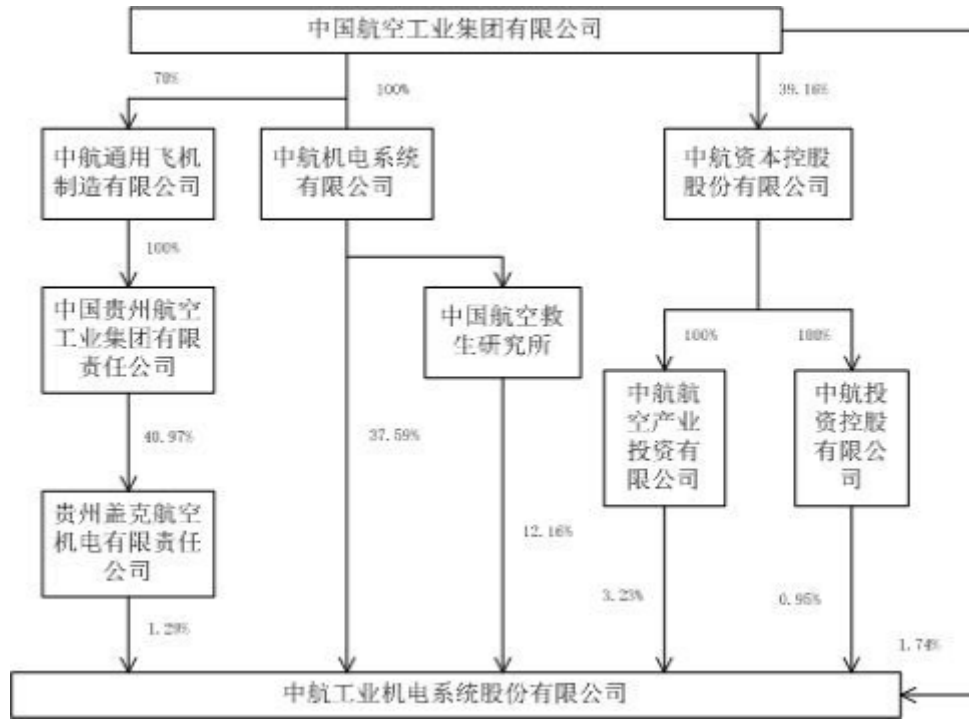 中国航空工业集团有限公司
70%
100%
39.16%
中航通用飞机
制造有限公司
中航机电系统
有限公司
中航资本控股
股份有限公司
100%
中国贵州航空
工业集团有限
责任公司
中国航空救
生研究所
100%
100%
中航航
空产业
投资有
限公司
中航投
资控股
有限公
司
40.97%
37.59%
贵州盖克航空
机电有限责任
公司
12.16%
3.23%
0.95%
1.29%
1.74%
中航工业机电系统股份有限公司